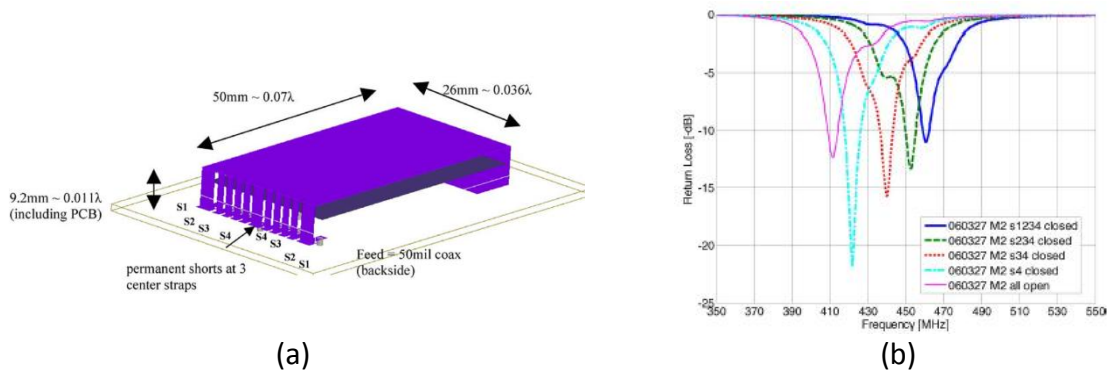 50mm ~ 0.07λ
26mm ~ 0.036λ
9.2mm ~ 0.011λ
(including PCB)
S1
S2
S3
S4
S4
S3
S2
S1
permanent shorts at 3
center straps
Feed = 50mil coax
(backside)
(a)
Return Loss [-dB]
0
-5
-10
-15
-20
-25
350 370 390 410 430 450 470 490 510 530 550
Frequency [MHz]
060327 M2 s1234 closed
060327 M2 s234 closed
060327 M2 s34 closed
060327 M2 s4 closed
060327 M2 all open
(b)